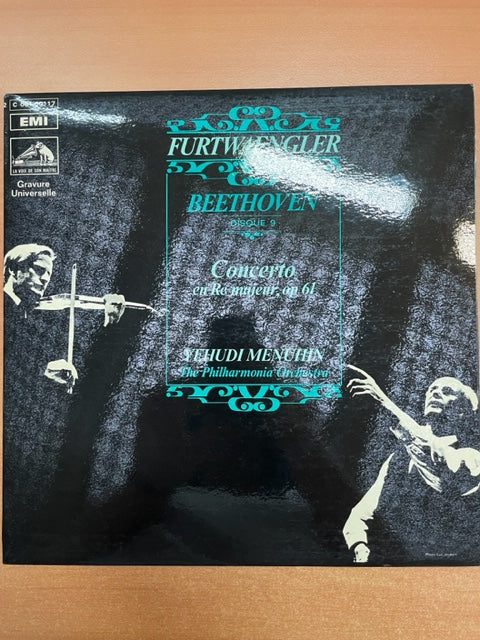 EMI
LA VOIX DE SON MAITRE
Gravure
Universelle
FURTWAENGLER
BEETHOVEN
DISQUE 9
Concerto
en Ré majeur, op 61
YEHUDI MENUHIN
The Philharmonia Orchestra